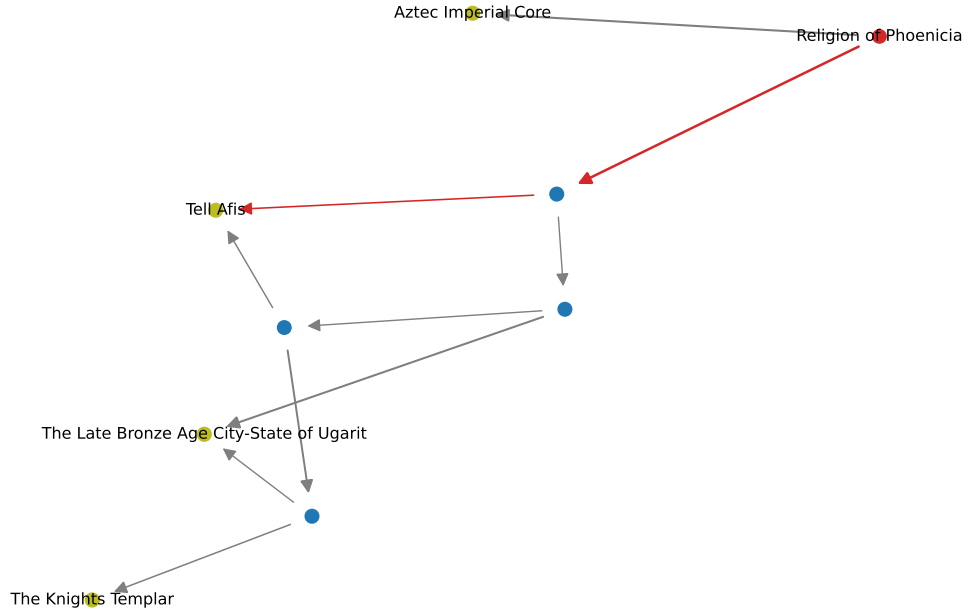 Aztec Imperial Core
Religion of Phoenicia
Tell Afis
The Late Bronze Age City-State of Ugarit
The Knights Templar